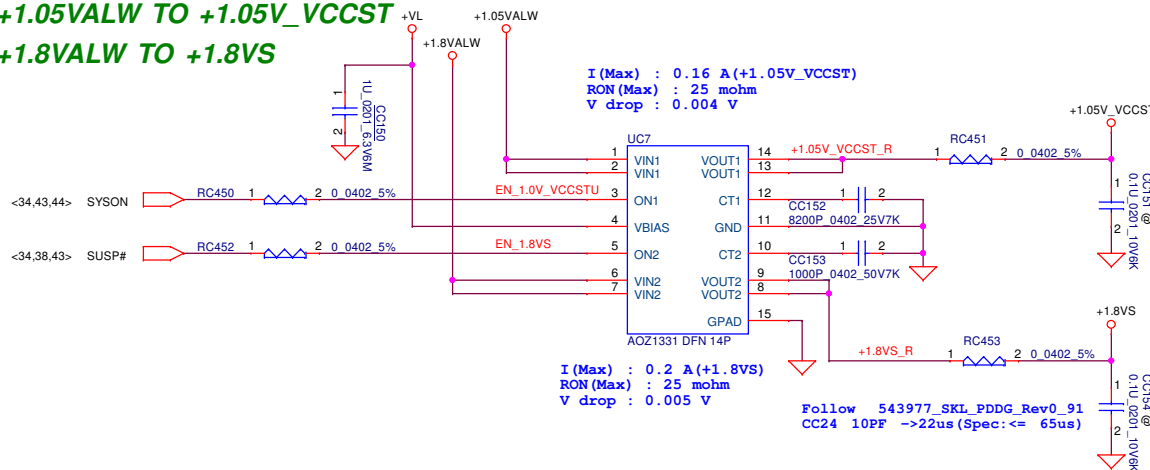 +1.05VALW TO +1.05V_VCCST
+1.8VALW TO +1.8VS
+VL
+1.05VALW
+1.8VALW
I(Max) : 0.16 A(+1.05V_VCCST)
RON(Max) : 25 mohm
V drop : 0.004 V
1
2
CC150
1U_0201_6.3V6M
UC7
1 VIN1
2 VIN1
3 ON1
4 VBIAS
5 ON2
6 VIN2
7 VIN2
14 VOUT1
13 VOUT1
12 CT1
11 GND
10 CT2
9 VOUT2
8 VOUT2
15 GPAD
AOZ1331 DFN 14P
<34,43,44> SYSON
RC450 1 2 0_0402_5%
EN_1.0V_VCCSTU
<34,38,43> SUSP#
RC452 1 2 0_0402_5%
EN_1.8VS
+1.05V_VCCST_R
RC451
1 2 0_0402_5%
+1.05V_VCCST
1
2
CC151 @
0.1U_0201_10V6K
1 2
CC152
8200P_0402_25V7K
1 2
CC153
1000P_0402_50V7K
+1.8VS_R
RC453
1 2 0_0402_5%
+1.8VS
1
2
CC154 @
0.1U_0201_10V6K
I(Max) : 0.2 A(+1.8VS)
RON(Max) : 25 mohm
V drop : 0.005 V
Follow 543977_SKL_PDDG_Rev0_91
CC24 10PF ->22us(Spec:<= 65us)